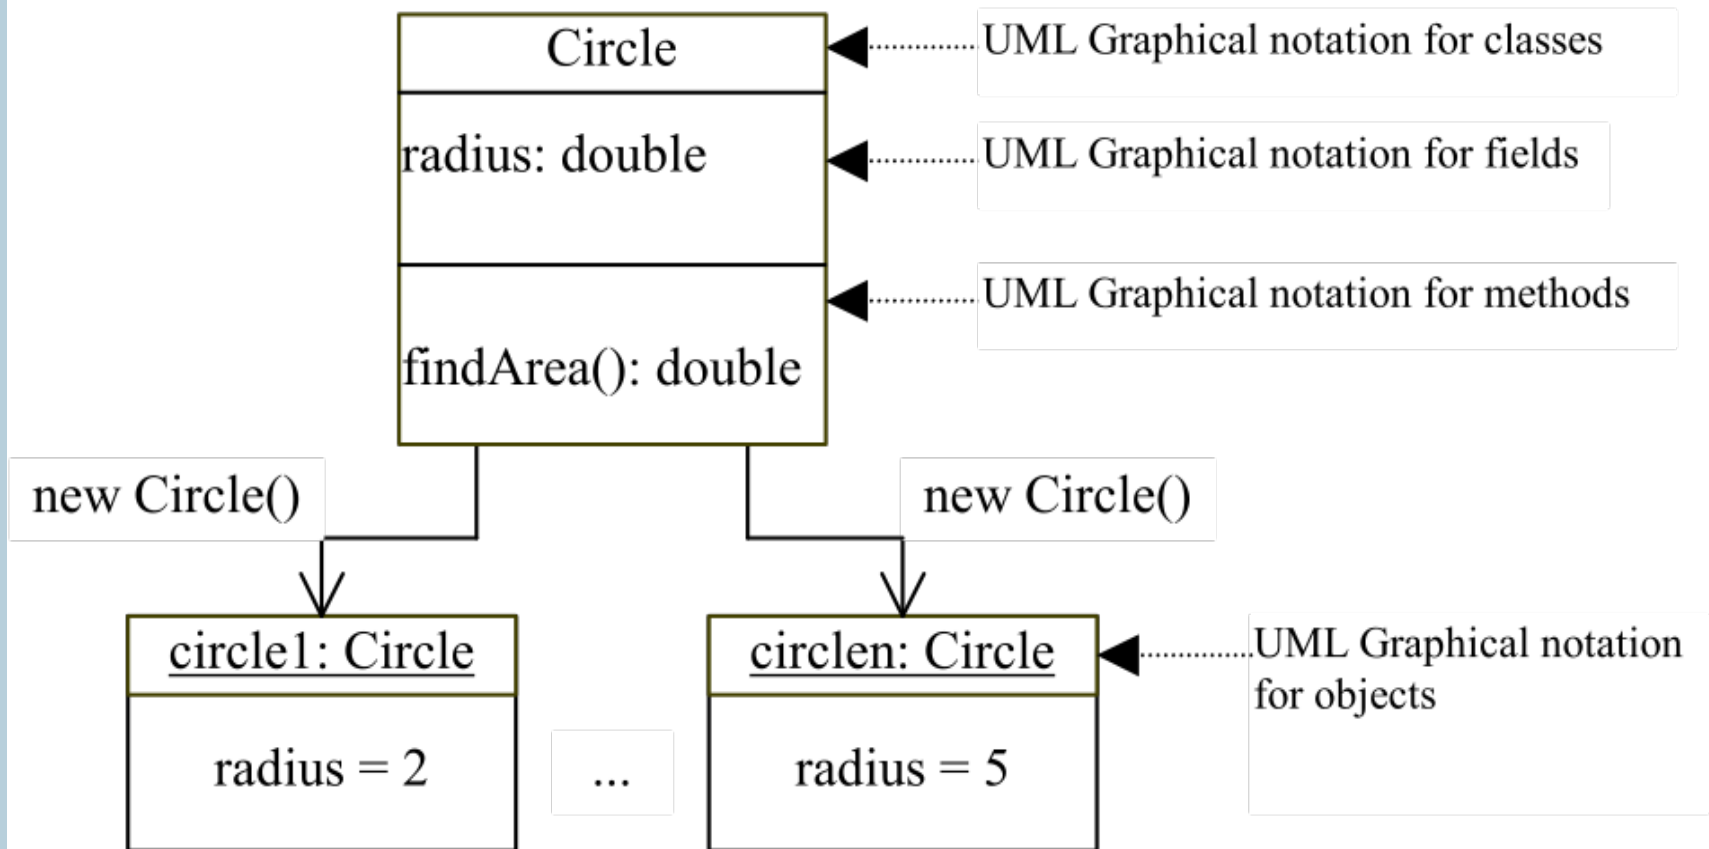 Circle
UML Graphical notation for classes
radius: double
UML Graphical notation for fields
UML Graphical notation for methods
findArea(): double
new Circle()
new Circle()
circle1: Circle
circlen: Circle
UML Graphical notation
for objects
radius = 2
...
radius = 5